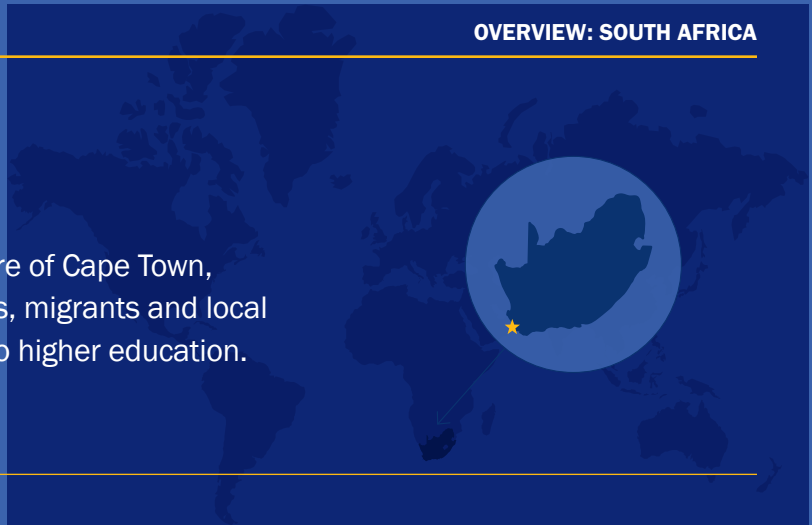 OVERVIEW: SOUTH AFRICA
re of Cape Town,
s, migrants and local
o higher education.